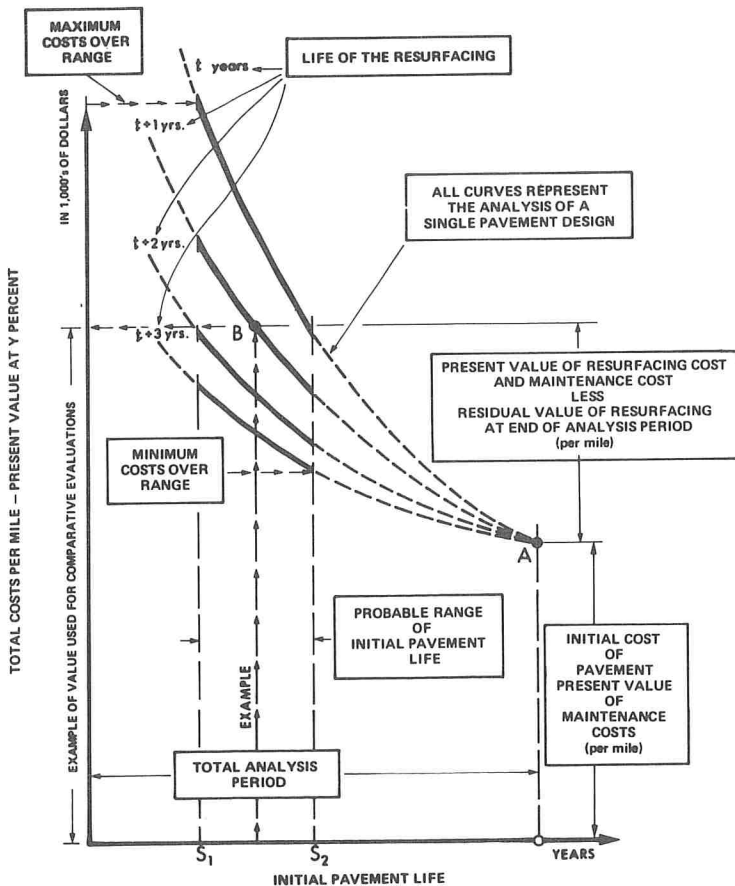 MAXIMUM
COSTS OVER
RANGE
t years
LIFE OF THE RESURFACING
IN 1,000's OF DOLLARS
t+1 yrs.
ALL CURVES REPRESENT
THE ANALYSIS OF A
SINGLE PAVEMENT DESIGN
t+2 yrs.
t+3 yrs.
B
TOTAL COSTS PER MILE – PRESENT VALUE AT Y PERCENT
EXAMPLE OF VALUE USED FOR COMPARATIVE EVALUATIONS
PRESENT VALUE OF RESURFACING COST
AND MAINTENANCE COST
LESS
RESIDUAL VALUE OF RESURFACING
AT END OF ANALYSIS PERIOD
(per mile)
MINIMUM
COSTS OVER
RANGE
A
PROBABLE RANGE
OF
INITIAL PAVEMENT
LIFE
EXAMPLE
INITIAL COST
OF
PAVEMENT
PRESENT VALUE
OF
MAINTENANCE
COSTS
(per mile)
TOTAL ANALYSIS
PERIOD
S1
S2
YEARS
INITIAL PAVEMENT LIFE